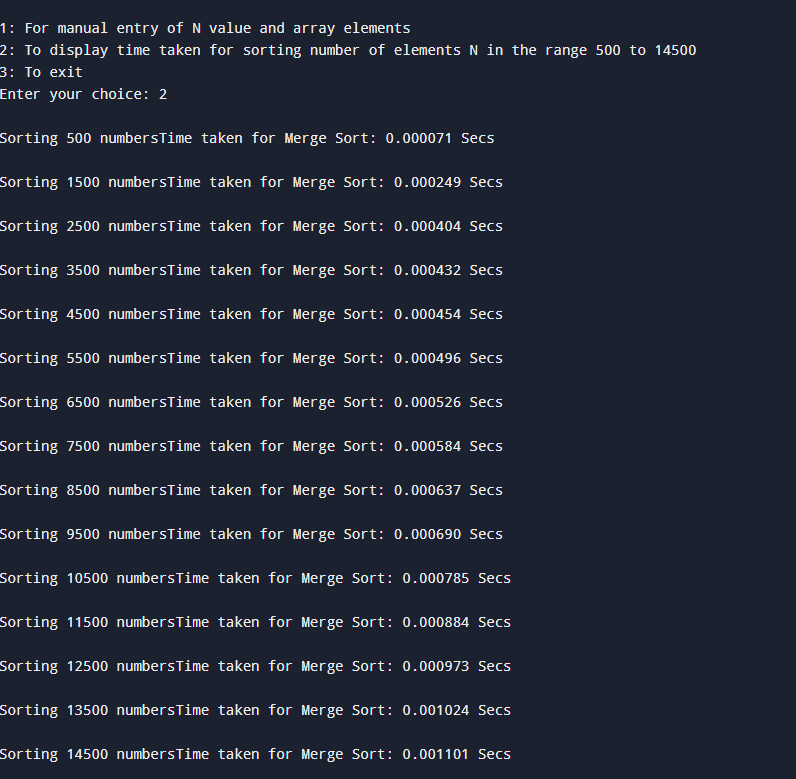 1: For manual entry of N value and array elements
2: To display time taken for sorting number of elements N in the range 500 to 14500
3: To exit
Enter your choice: 2
Sorting 500 numbersTime taken for Merge Sort: 0.000071 Secs
Sorting 1500 numbersTime taken for Merge Sort: 0.000249 Secs
Sorting 2500 numbersTime taken for Merge Sort: 0.000404 Secs
Sorting 3500 numbersTime taken for Merge Sort: 0.000432 Secs
Sorting 4500 numbersTime taken for Merge Sort: 0.000454 Secs
Sorting 5500 numbersTime taken for Merge Sort: 0.000496 Secs
Sorting 6500 numbersTime taken for Merge Sort: 0.000526 Secs
Sorting 7500 numbersTime taken for Merge Sort: 0.000584 Secs
Sorting 8500 numbersTime taken for Merge Sort: 0.000637 Secs
Sorting 9500 numbersTime taken for Merge Sort: 0.000690 Secs
Sorting 10500 numbersTime taken for Merge Sort: 0.000785 Secs
Sorting 11500 numbersTime taken for Merge Sort: 0.000884 Secs
Sorting 12500 numbersTime taken for Merge Sort: 0.000973 Secs
Sorting 13500 numbersTime taken for Merge Sort: 0.001024 Secs
Sorting 14500 numbersTime taken for Merge Sort: 0.001101 Secs